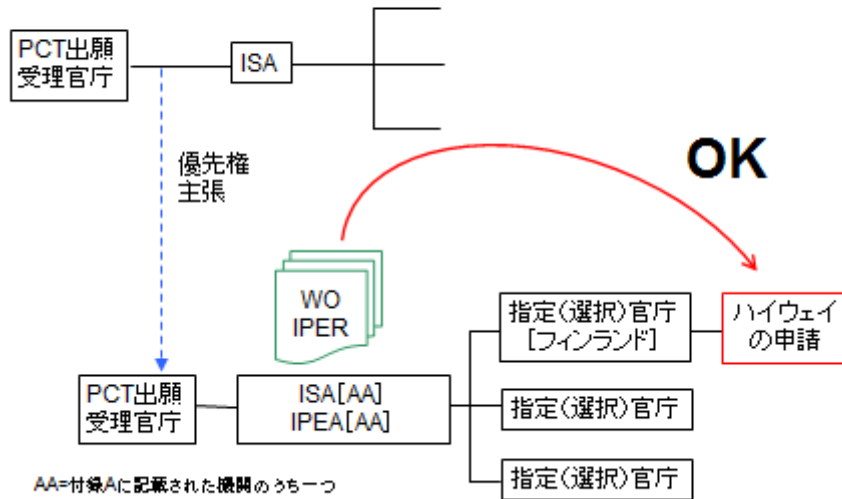 PCT出願
受理官庁
ISA
優先権
主張
OK
WO
IPER
指定(選択)官庁
[フィンランド]
ハイウェイ
の申請
PCT出願
受理官庁
ISA[AA]
IPEA[AA]
指定(選択)官庁
指定(選択)官庁
AA=付録Aに記載された機関のうち一つ